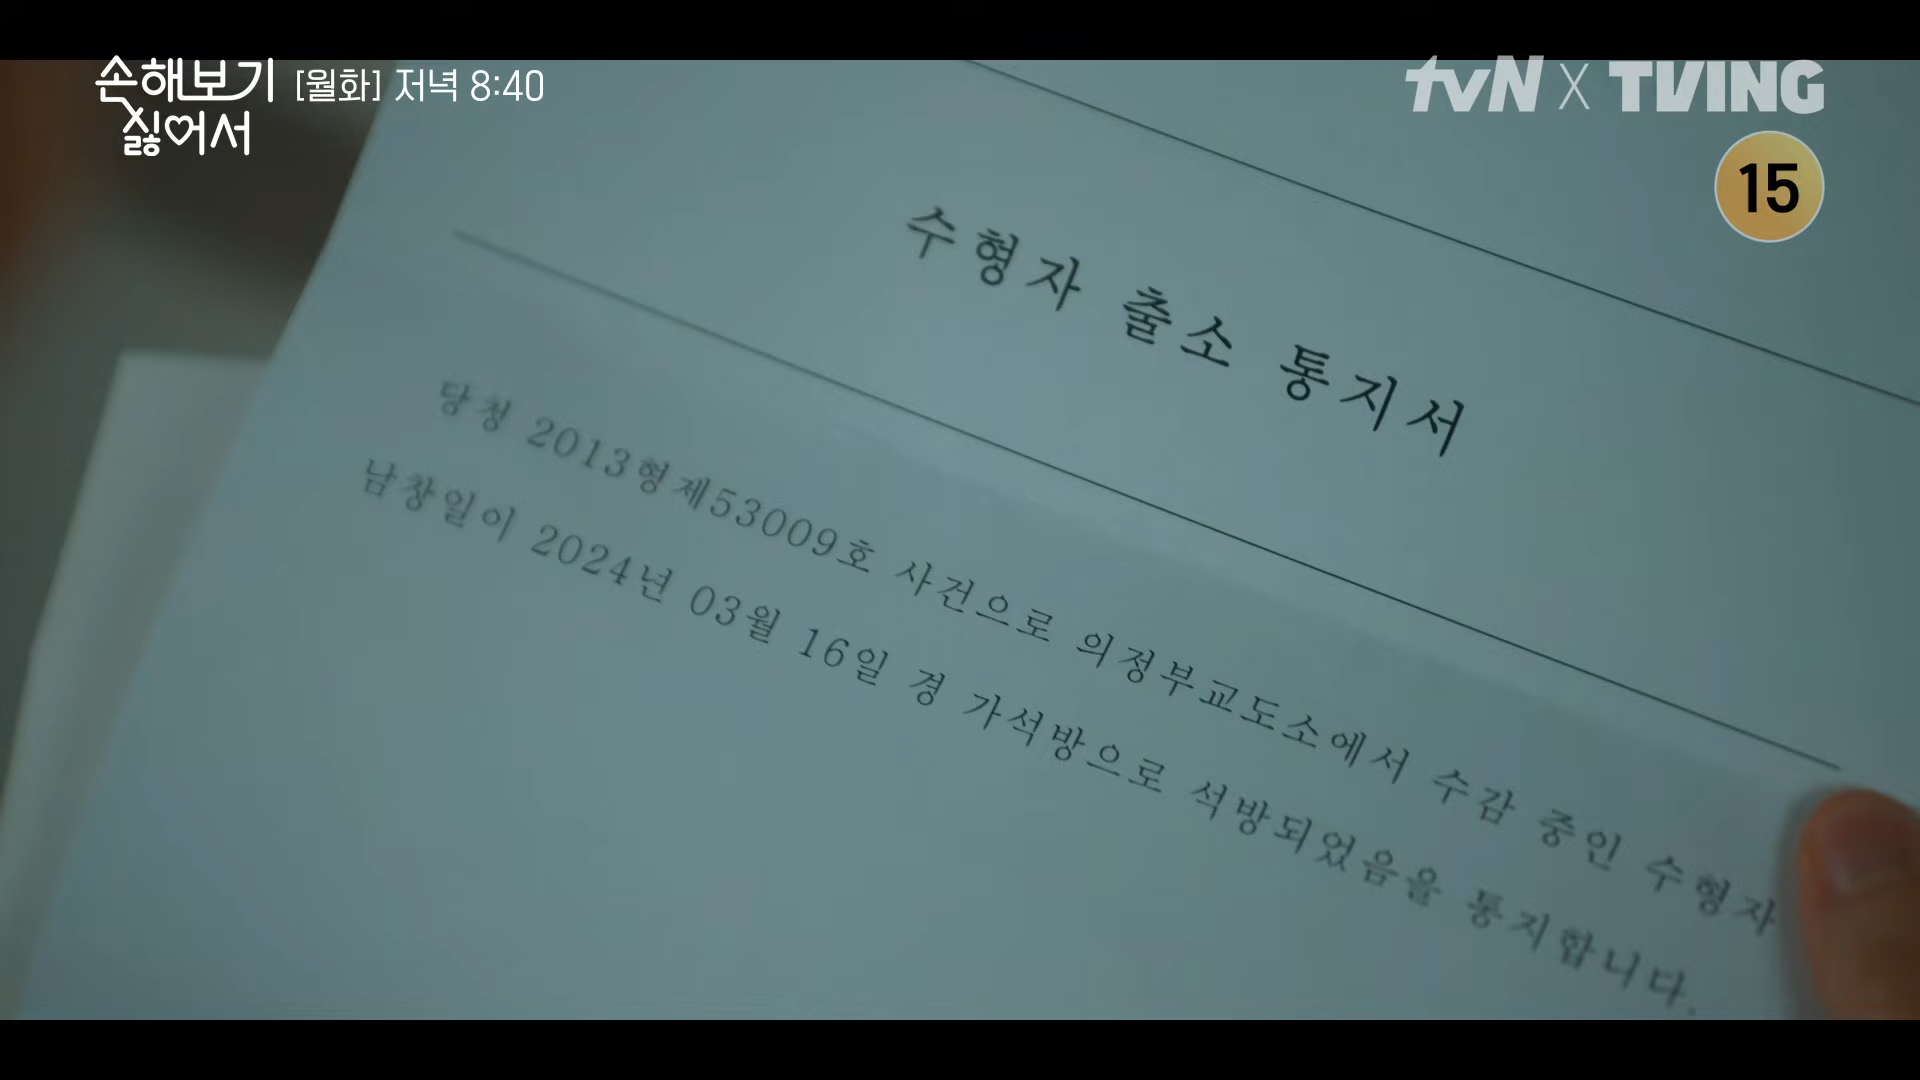 손해보기
싫어서
[월화] 저녁 8:40
tvN X TVING
15
수형자 출소 통지서
당청 2013형제53009호 사건으로 의정부교도소에서 수감 중인 수형자
남창일이 2024년 03월 16일 경 가석방으로 석방되었음을 통지합니다.